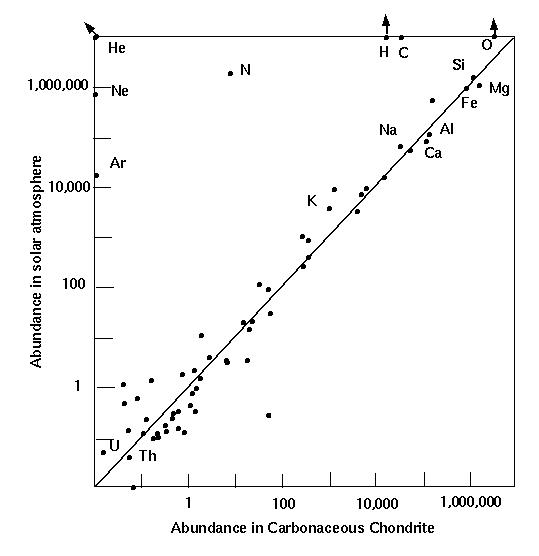 He
H
C
O
N
Si
1,000,000
Ne
Mg
Fe
Na
Al
Ca
Ar
10,000
K
Abundance in solar atmosphere
100
1
U
Th
1
100
10,000
1,000,000
Abundance in Carbonaceous Chondrite